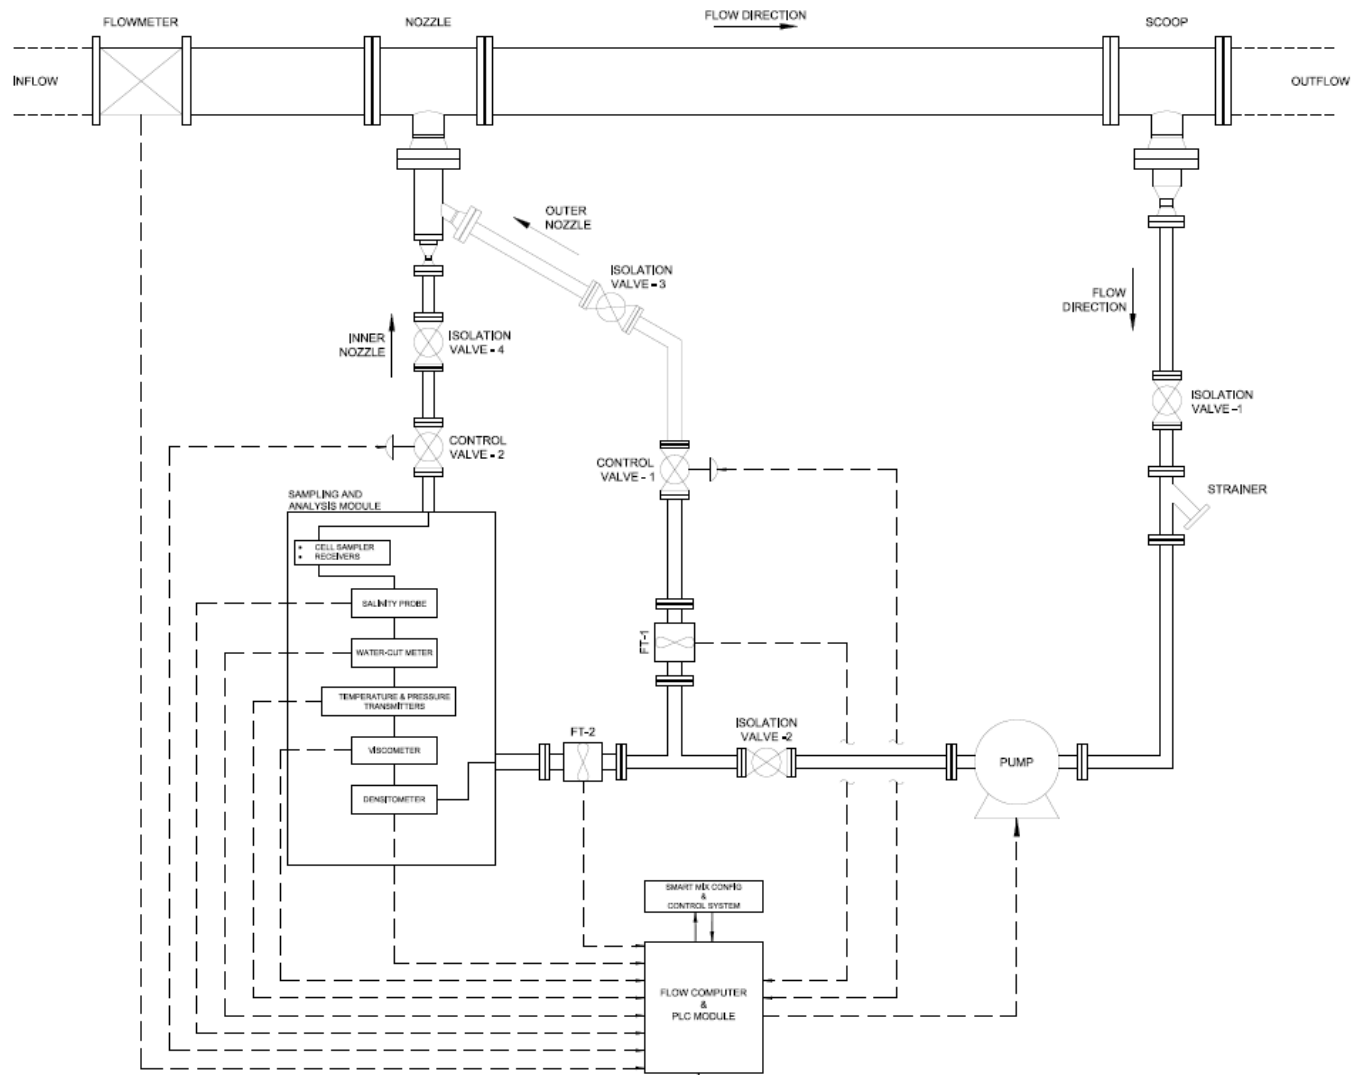 FLOWMETER
NOZZLE
FLOW DIRECTION
SCOOP
INFLOW
OUTFLOW
OUTER
NOZZLE
ISOLATION
VALVE-3
FLOW
DIRECTION
INNER
NOZZLE
ISOLATION
VALVE-4
ISOLATION
VALVE-1
CONTROL
VALVE-2
CONTROL
VALVE-1
STRAINER
SAMPLING AND
ANALYSIS MODULE
• CELL SAMPLER
• RECEIVERS
SALINITY PROBE
FT-1
WATER-CUT METER
TEMPERATURE & PRESSURE
TRANSMITTERS
VISCOMETER
DENSITOMETER
FT-2
ISOLATION
VALVE-2
PUMP
SMART MIX CONFIG
&
CONTROL SYSTEM
FLOW COMPUTER
&
PLC MODULE